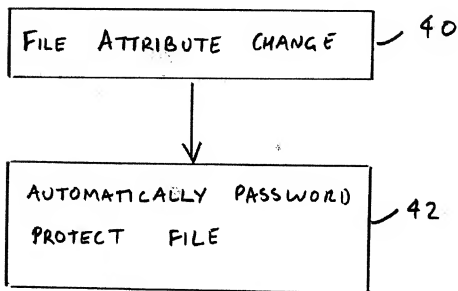 FILE ATTRIBUTE CHANGE
40
AUTOMATICALLY PASSWORD
PROTECT FILE
42